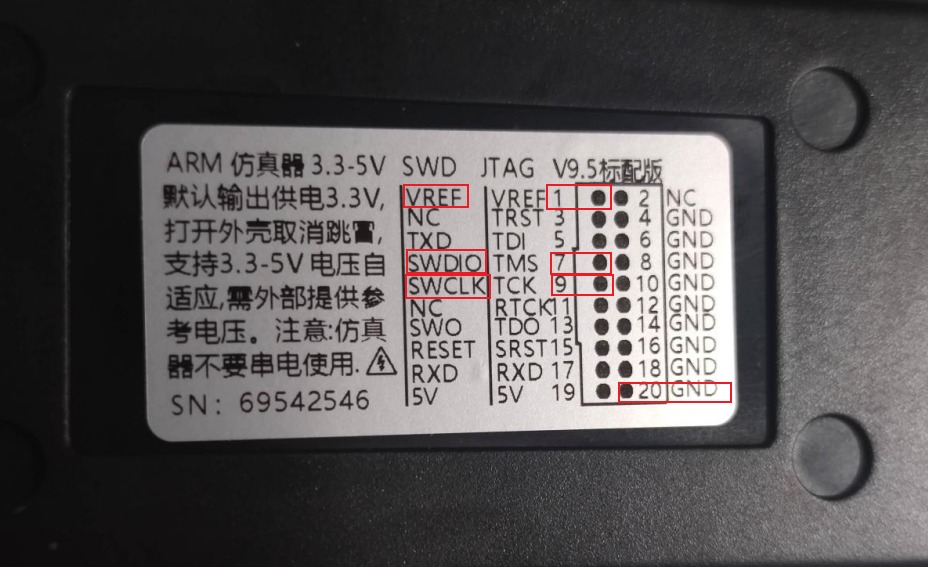 ARM 仿真器 3.3-5V SWD JTAG V9.5标配版
默认输出供电3.3V,
打开外壳取消跳冒,
支持3.3-5V 电压自
适应,需外部提供参
考电压。注意:仿真
器不要串电使用.
SN: 69542546
VREF VREF 1 2 NC
NC TRST 3 4 GND
TXD TDI 5 6 GND
SWDIO TMS 7 8 GND
SWCLK TCK 9 10 GND
NC RTCK11 12 GND
SWO TDO 13 14 GND
RESET SRST15 16 GND
RXD RXD 17 18 GND
5V 5V 19 20 GND